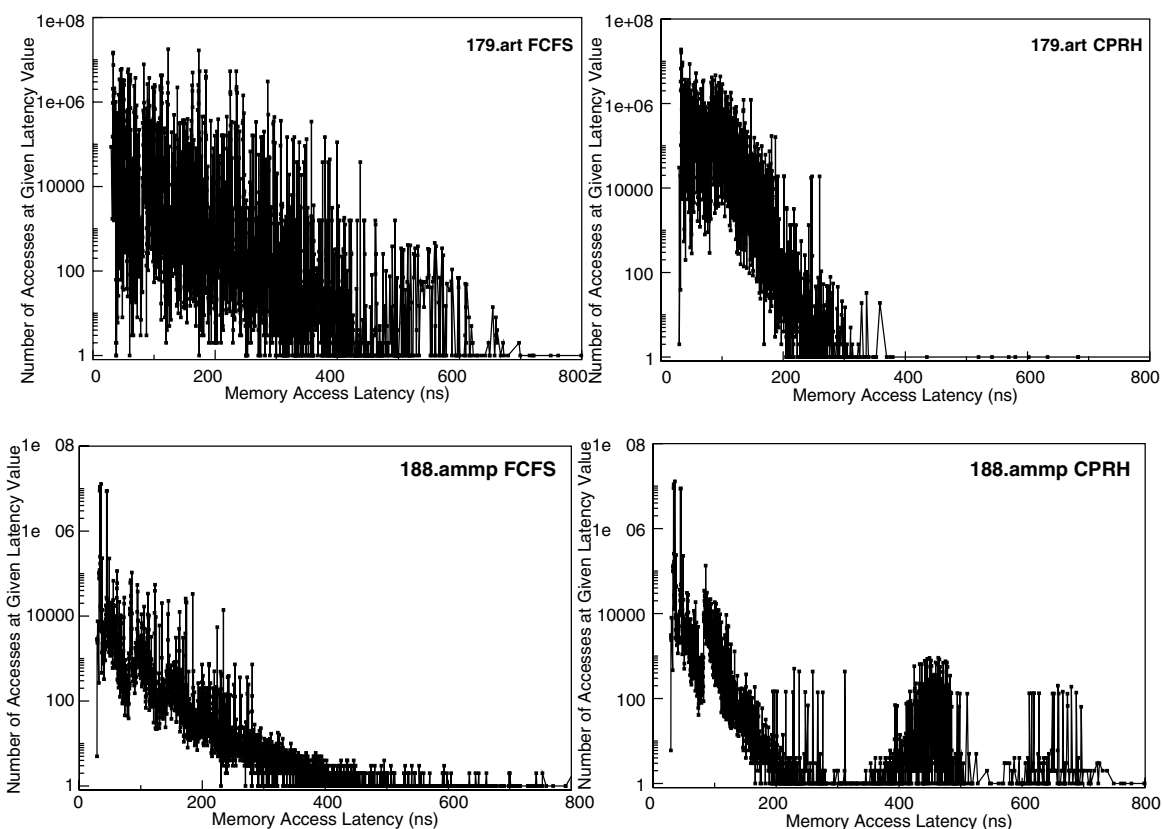 1e+08
1e+06
10000
100
1
Number of Accesses at Given Latency Value
179.art FCFS
0 200 400 600 800
Memory Access Latency (ns)
1e+08
1e+06
10000
100
1
Number of Accesses at Given Latency Value
179.art CPRH
0 200 400 600 800
Memory Access Latency (ns)
1e 08
1e 06
10000
100
1
Number of Accesses at Given Latency Value
188.ammp FCFS
0 200 400 600 800
Memory Access Latency (ns)
1e 08
1e 06
10000
100
1
Number of Accesses at Given Latency Value
188.ammp CPRH
0 200 400 600 800
Memory Access Latency (ns)